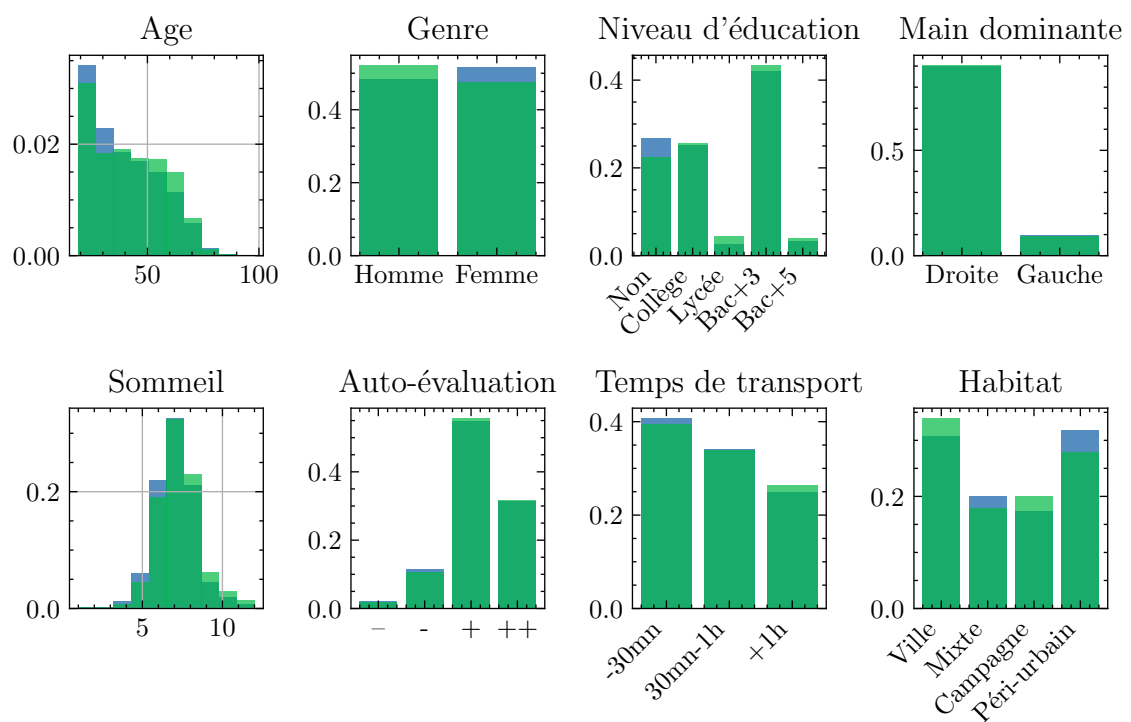 Age
0.02
0.00
50
100
Genre
0.4
0.2
0.0
Homme
Femme
Niveau d'éducation
0.4
0.2
0.0
Non
Collège
Lycée
Bac+3
Bac+5
Main dominante
0.5
0.0
Droite
Gauche
Sommeil
0.2
0.0
5
10
Auto-évaluation
0.4
0.2
0.0
–
-
+
++
Temps de transport
0.4
0.2
0.0
-30mn
30mn-1h
+1h
Habitat
0.2
0.0
Ville
Mixte
Campagne
Péri-urbain